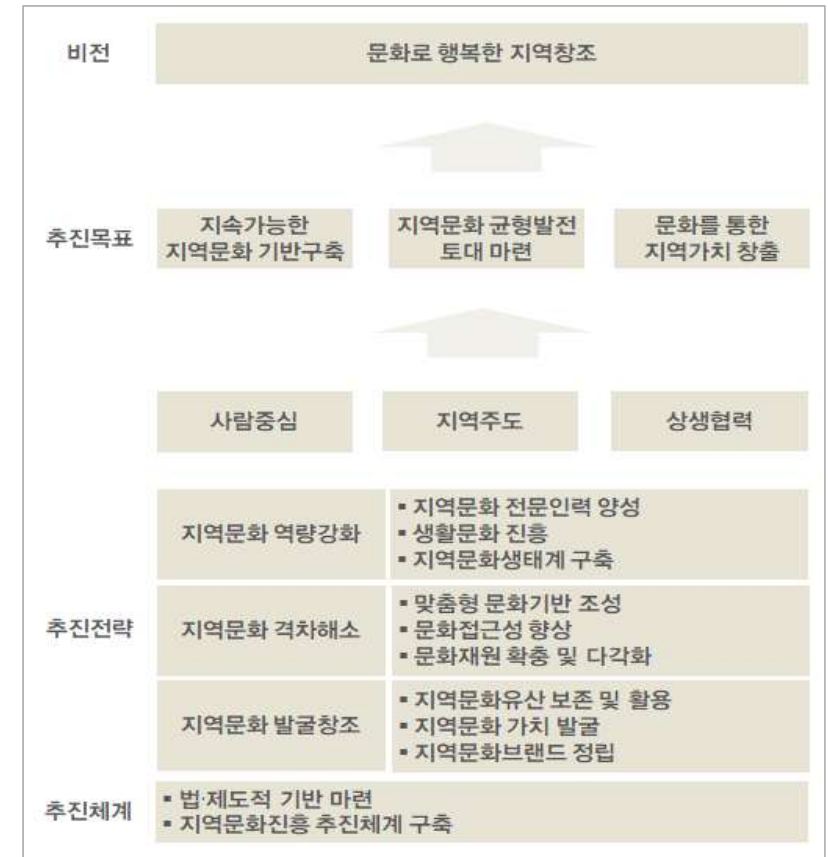 비전
문화로 행복한 지역창조
추진목표
지속가능한
지역문화 기반구축
지역문화 균형발전
토대 마련
문화를 통한
지역가치 창출
사람중심
지역주도
상생협력
추진전략
지역문화 역량강화
▪ 지역문화 전문인력 양성
▪ 생활문화 진흥
▪ 지역문화생태계 구축
지역문화 격차해소
▪ 맞춤형 문화기반 조성
▪ 문화접근성 향상
▪ 문화재원 확충 및 다각화
지역문화 발굴창조
▪ 지역문화유산 보존 및 활용
▪ 지역문화 가치 발굴
▪ 지역문화브랜드 정립
추진체계
▪ 법·제도적 기반 마련
▪ 지역문화진흥 추진체계 구축